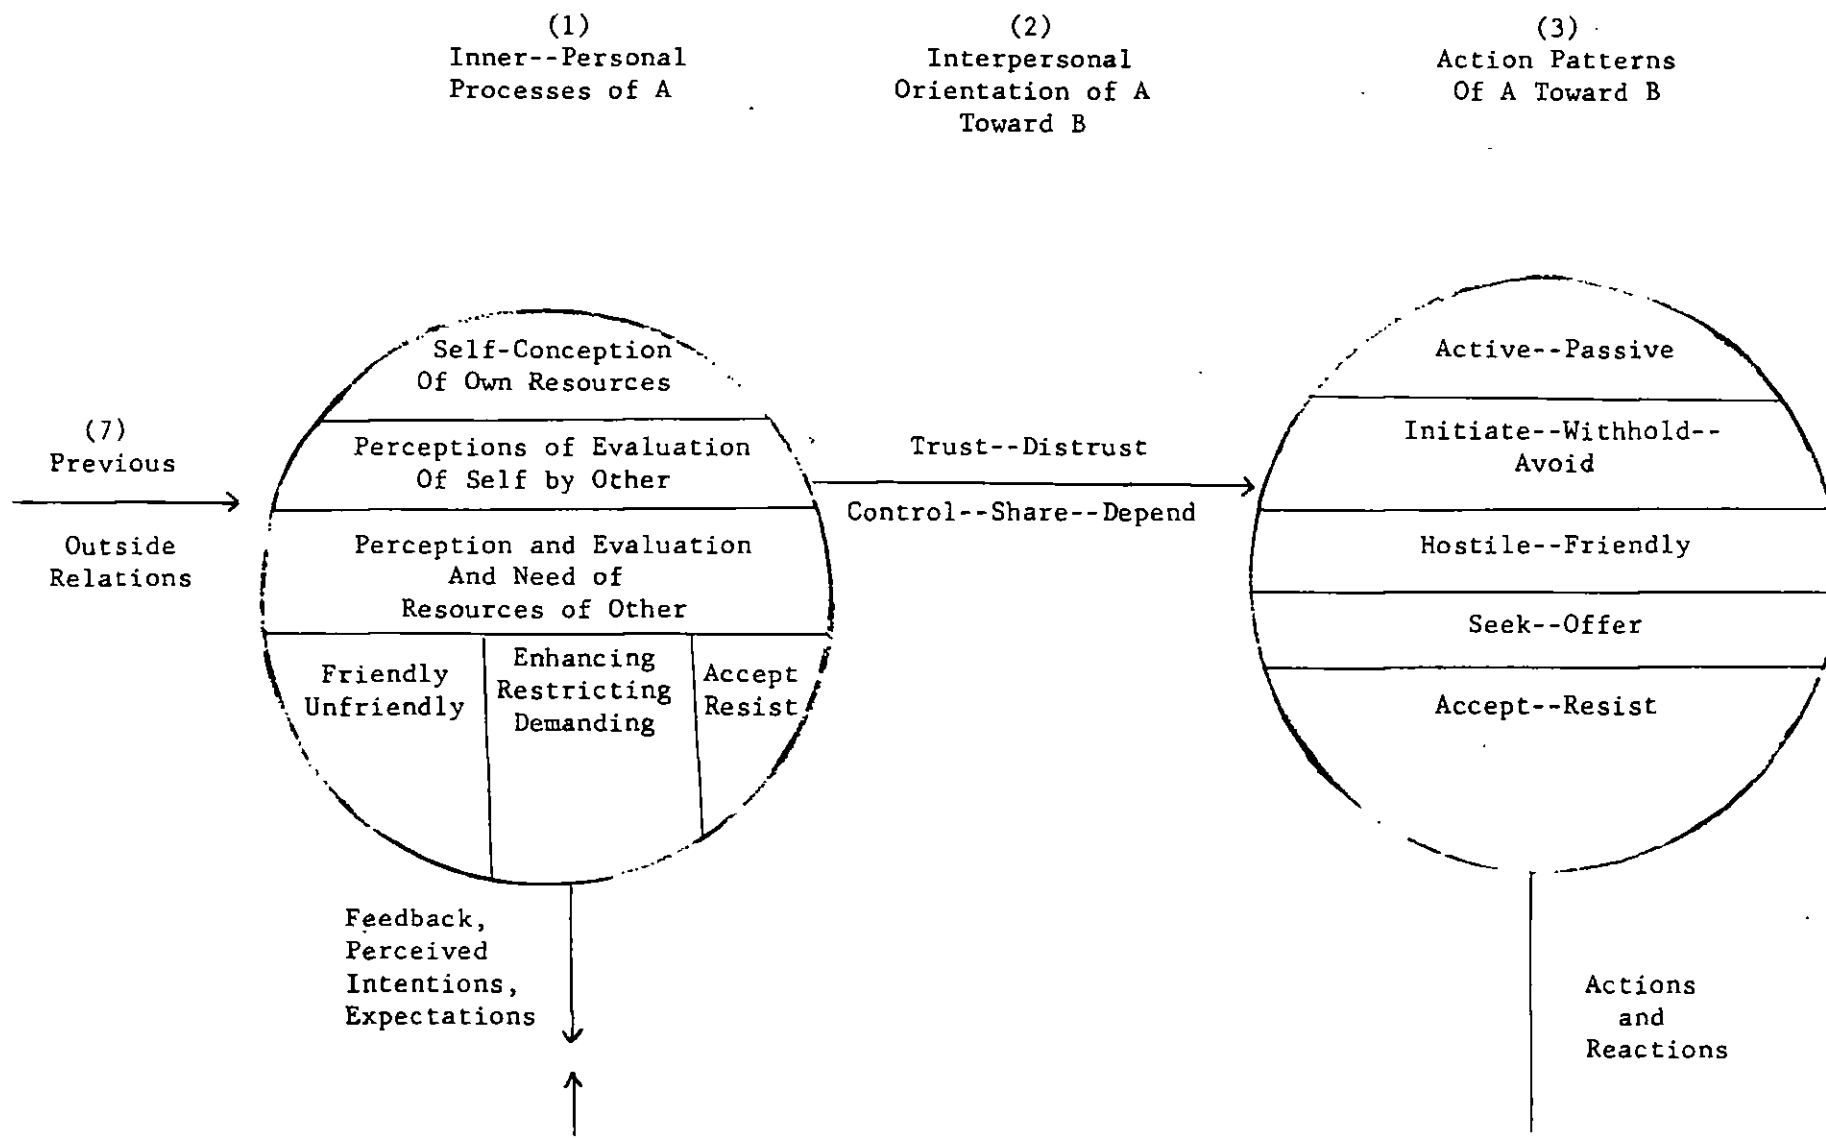 (1)
Inner--Personal
Processes of A
(2)
Interpersonal
Orientation of A
Toward B
(3)
Action Patterns
Of A Toward B
(7)
Previous
Outside
Relations
Self-Conception
Of Own Resources
Perceptions of Evaluation
Of Self by Other
Perception and Evaluation
And Need of
Resources of Other
Friendly
Unfriendly
Enhancing
Restricting
Demanding
Accept
Resist
Trust--Distrust
Control--Share--Depend
Active--Passive
Initiate--Withhold--
Avoid
Hostile--Friendly
Seek--Offer
Accept--Resist
Feedback,
Perceived
Intentions,
Expectations
Actions
and
Reactions